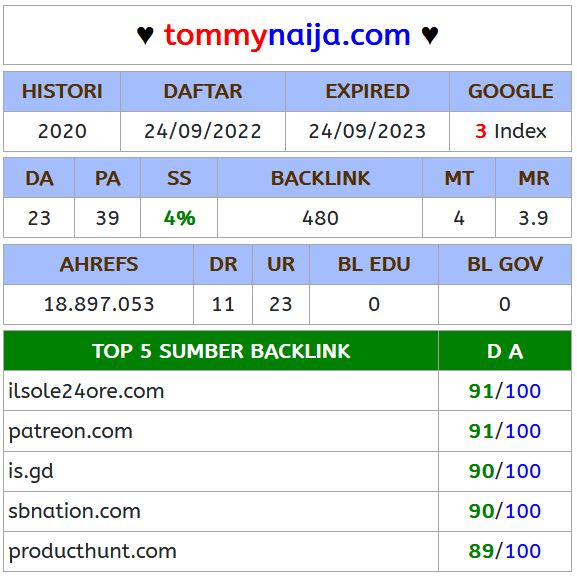 ♥ tommynaija.com ♥
HISTORI DAFTAR EXPIRED GOOGLE
2020 24/09/2022 24/09/2023 3 Index
DA PA SS BACKLINK MT MR
23 39 4% 480 4 3.9
AHREFS DR UR BL EDU BL GOV
18.897.053 11 23 0 0
TOP 5 SUMBER BACKLINK D A
ilsole24ore.com 91/100
patreon.com 91/100
is.gd 90/100
sbnation.com 90/100
producthunt.com 89/100